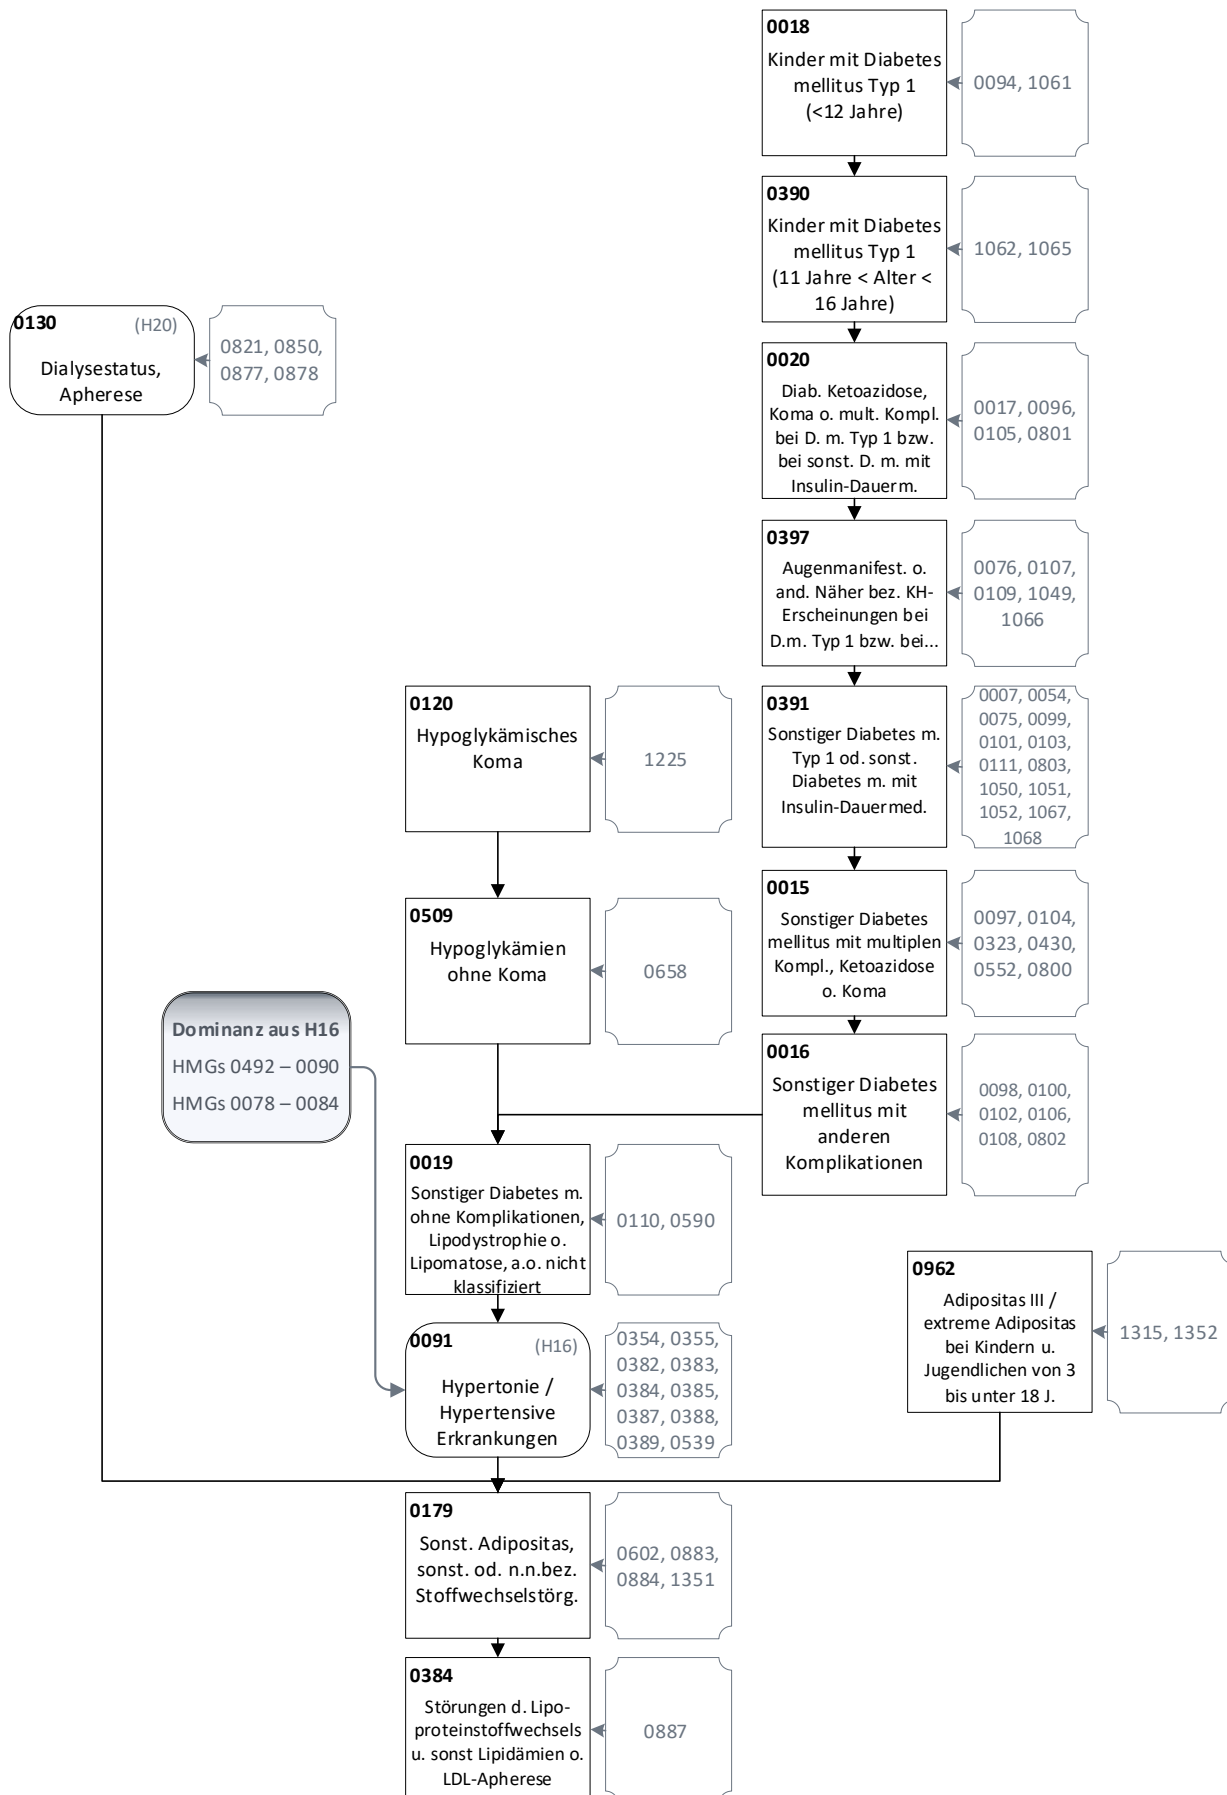 0018
Kinder mit Diabetes
mellitus Typ 1
(<12 Jahre)
0094, 1061
0390
Kinder mit Diabetes
mellitus Typ 1
(11 Jahre < Alter <
16 Jahre)
1062, 1065
0130
(H20)
Dialysestatus,
Apherese
0821, 0850,
0877, 0878
0020
Diab. Ketoazidose,
Koma o. mult. Kompl.
bei D. m. Typ 1 bzw.
bei sonst. D. m. mit
Insulin-Dauerm.
0017, 0096,
0105, 0801
0397
Augenmanifest. o.
and. Näher bez. KH-
Erscheinungen bei
D.m. Typ 1 bzw. bei...
0076, 0107,
0109, 1049,
1066
0120
Hypoglykämisches
Koma
1225
0391
Sonstiger Diabetes m.
Typ 1 od. sonst.
Diabetes m. mit
Insulin-Dauermed.
0007, 0054,
0075, 0099,
0101, 0103,
0111, 0803,
1050, 1051,
1052, 1067,
1068
0509
Hypoglykämien
ohne Koma
0658
0015
Sonstiger Diabetes
mellitus mit multiplen
Kompl., Ketoazidose
o. Koma
0097, 0104,
0323, 0430,
0552, 0800
Dominanz aus H16
HMGs 0492 – 0090
HMGs 0078 – 0084
0016
Sonstiger Diabetes
mellitus mit
anderen
Komplikationen
0098, 0100,
0102, 0106,
0108, 0802
0019
Sonstiger Diabetes m.
ohne Komplikationen,
Lipodystrophie o.
Lipomatose, a.o. nicht
klassifiziert
0110, 0590
0962
Adipositas III /
extreme Adipositas
bei Kindern u.
Jugendlichen von 3
bis unter 18 J.
1315, 1352
0091
(H16)
Hypertonie /
Hypertensive
Erkrankungen
0354, 0355,
0382, 0383,
0384, 0385,
0387, 0388,
0389, 0539
0179
Sonst. Adipositas,
sonst. od. n.n.bez.
Stoffwechselstörg.
0602, 0883,
0884, 1351
0384
Störungen d. Lipo-
proteinstoffwechsels
u. sonst Lipidämien o.
LDL-Apherese
0887